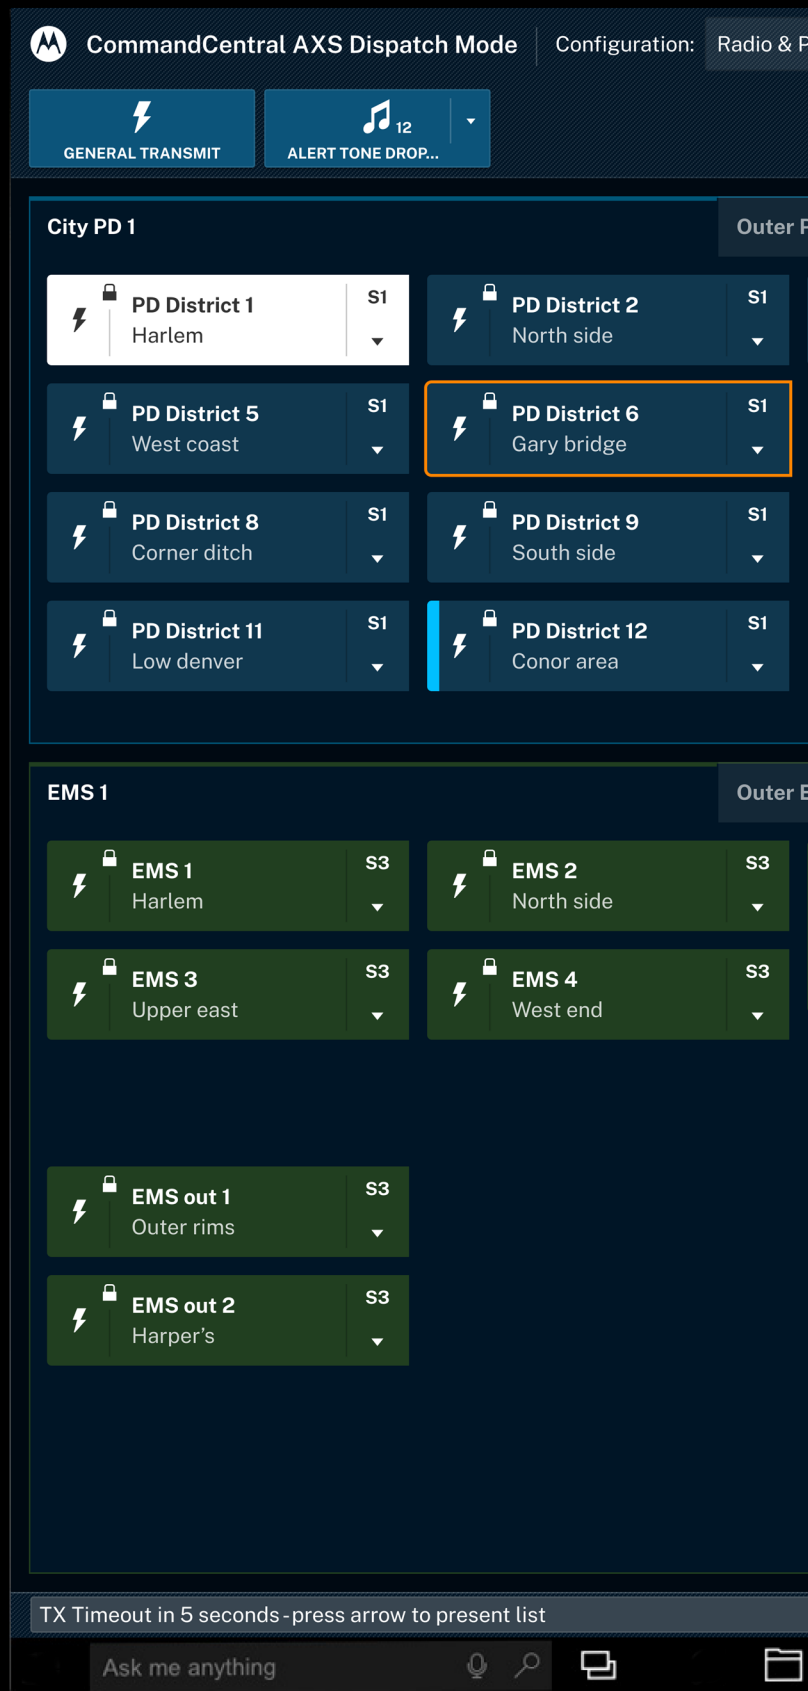 CommandCentral AXS Dispatch Mode
Configuration:
Radio & P
GENERAL TRANSMIT
12
ALERT TONE DROP...
City PD 1
Outer P
PD District 1
Harlem
S1
PD District 2
North side
S1
PD District 5
West coast
S1
PD District 6
Gary bridge
S1
PD District 8
Corner ditch
S1
PD District 9
South side
S1
PD District 11
Low denver
S1
PD District 12
Conor area
S1
EMS 1
Outer E
EMS 1
Harlem
S3
EMS 2
North side
S3
EMS 3
Upper east
S3
EMS 4
West end
S3
EMS out 1
Outer rims
S3
EMS out 2
Harper’s
S3
TX Timeout in 5 seconds - press arrow to present list
Ask me anything